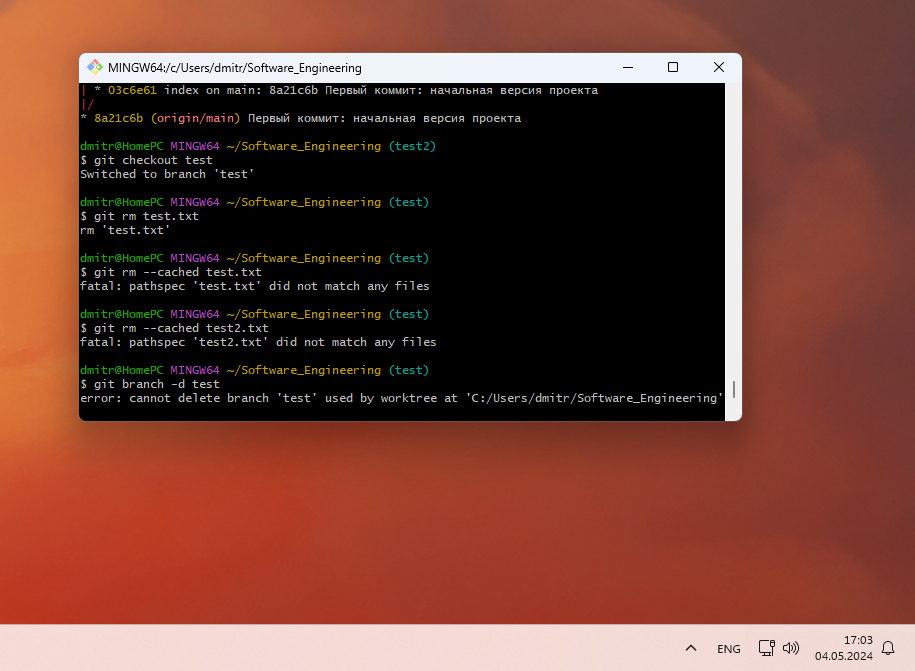 MINGW64:/c/Users/dmitr/Software_Engineering
| * 03c6e61 index on main: 8a21c6b Первый коммит: начальная версия проекта
|/
* 8a21c6b (origin/main) Первый коммит: начальная версия проекта
dmitr@HomePC MINGW64 ~/Software_Engineering (test2)
$ git checkout test
Switched to branch 'test'
dmitr@HomePC MINGW64 ~/Software_Engineering (test)
$ git rm test.txt
rm 'test.txt'
dmitr@HomePC MINGW64 ~/Software_Engineering (test)
$ git rm --cached test.txt
fatal: pathspec 'test.txt' did not match any files
dmitr@HomePC MINGW64 ~/Software_Engineering (test)
$ git rm --cached test2.txt
fatal: pathspec 'test2.txt' did not match any files
dmitr@HomePC MINGW64 ~/Software_Engineering (test)
$ git branch -d test
error: cannot delete branch 'test' used by worktree at 'C:/Users/dmitr/Software_Engineering'
ENG
17:03
04.05.2024